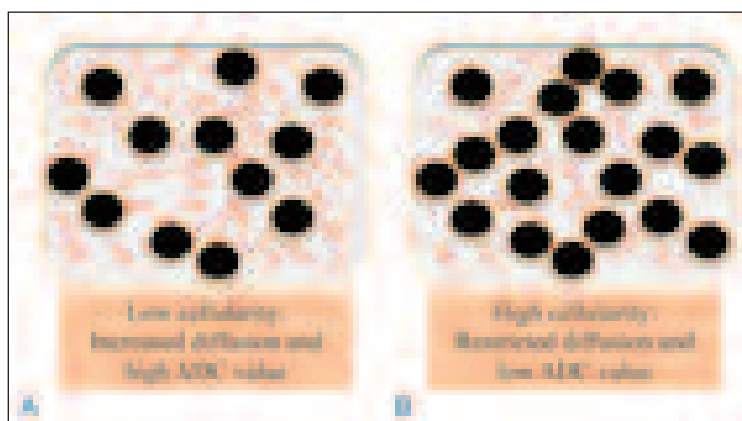 Low cellularity:
Increased diffusion and
high ADC value
A
High cellularity:
Restricted diffusion and
low ADC value
B